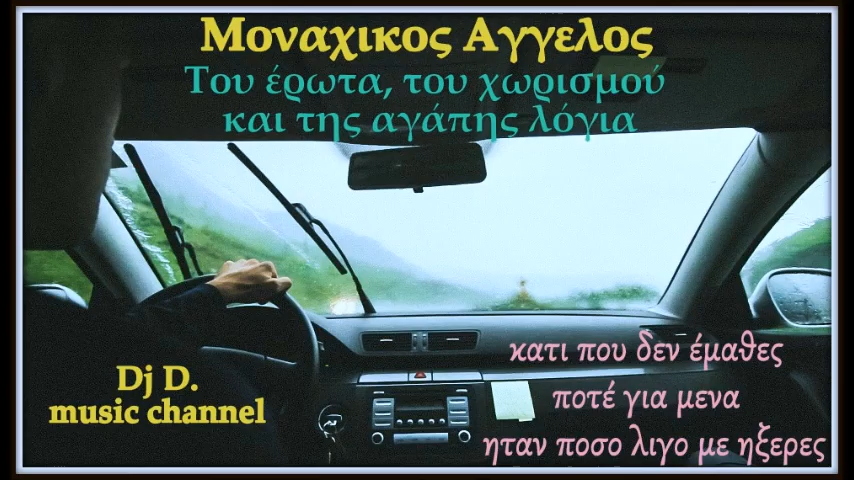 Μοναχικος Αγγελος
Του έρωτα, του χωρισμού
και της αγάπης λόγια
κατι που δεν έμαθες
ποτέ για μενα
ηταν ποσο λιγο με ηξερες
Dj D.
music channel